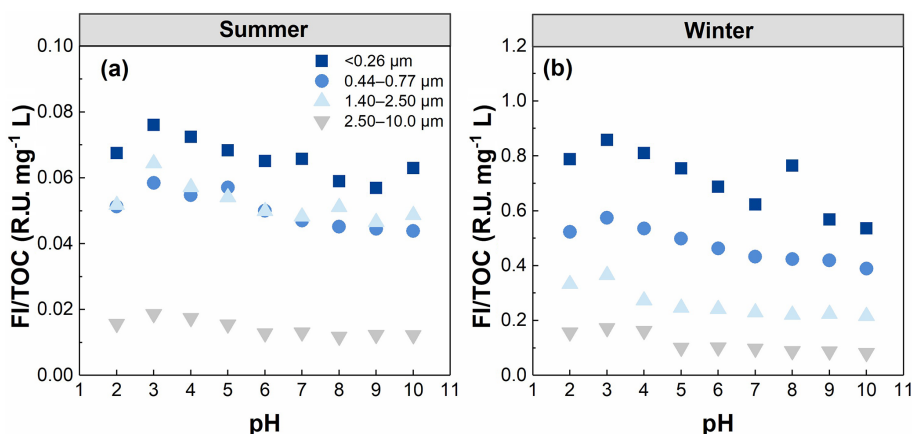 Summer
Winter
(a)
<0.26 µm
0.44–0.77 µm
1.40–2.50 µm
2.50–10.0 µm
(b)
FI/TOC (R.U. mg⁻¹ L)
0.10
0.08
0.06
0.04
0.02
0.00
1 2 3 4 5 6 7 8 9 10 11
pH
FI/TOC (R.U. mg⁻¹ L)
1.2
1.0
0.8
0.6
0.4
0.2
0.0
1 2 3 4 5 6 7 8 9 10 11
pH